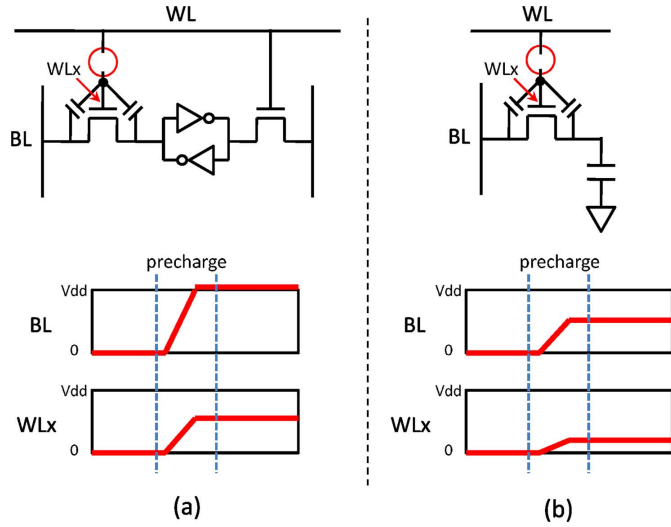 WL
WL
WLx
WLx
BL
BL
precharge
precharge
Vdd
Vdd
BL
BL
0
0
Vdd
Vdd
WLx
WLx
0
0
(a)
(b)